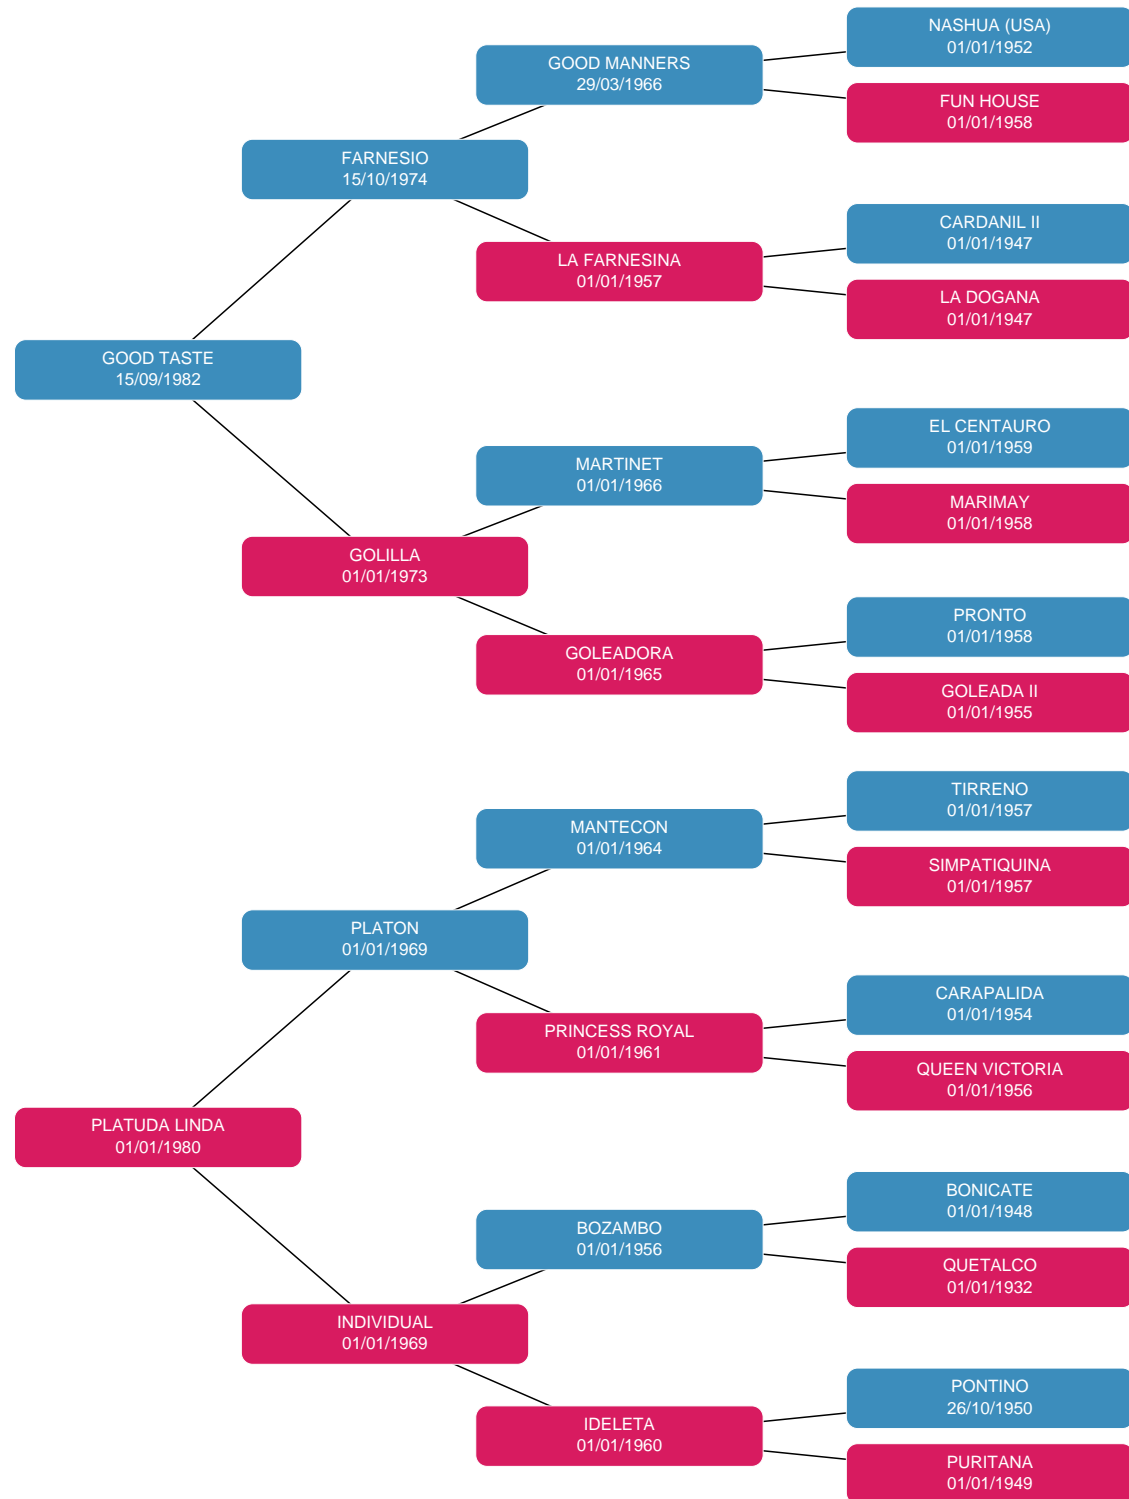 NASHUA (USA)
01/01/1952
GOOD MANNERS
29/03/1966
FUN HOUSE
01/01/1958
FARNESIO
15/10/1974
CARDANIL II
01/01/1947
LA FARNESINA
01/01/1957
LA DOGANA
01/01/1947
GOOD TASTE
15/09/1982
EL CENTAURO
01/01/1959
MARTINET
01/01/1966
MARIMAY
01/01/1958
GOLILLA
01/01/1973
PRONTO
01/01/1958
GOLEADORA
01/01/1965
GOLEADA II
01/01/1955
TIRRENO
01/01/1957
MANTECON
01/01/1964
SIMPATIQUINA
01/01/1957
PLATON
01/01/1969
CARAPALIDA
01/01/1954
PRINCESS ROYAL
01/01/1961
QUEEN VICTORIA
01/01/1956
PLATUDA LINDA
01/01/1980
BONICATE
01/01/1948
BOZAMBO
01/01/1956
QUETALCO
01/01/1932
INDIVIDUAL
01/01/1969
PONTINO
26/10/1950
IDELETA
01/01/1960
PURITANA
01/01/1949